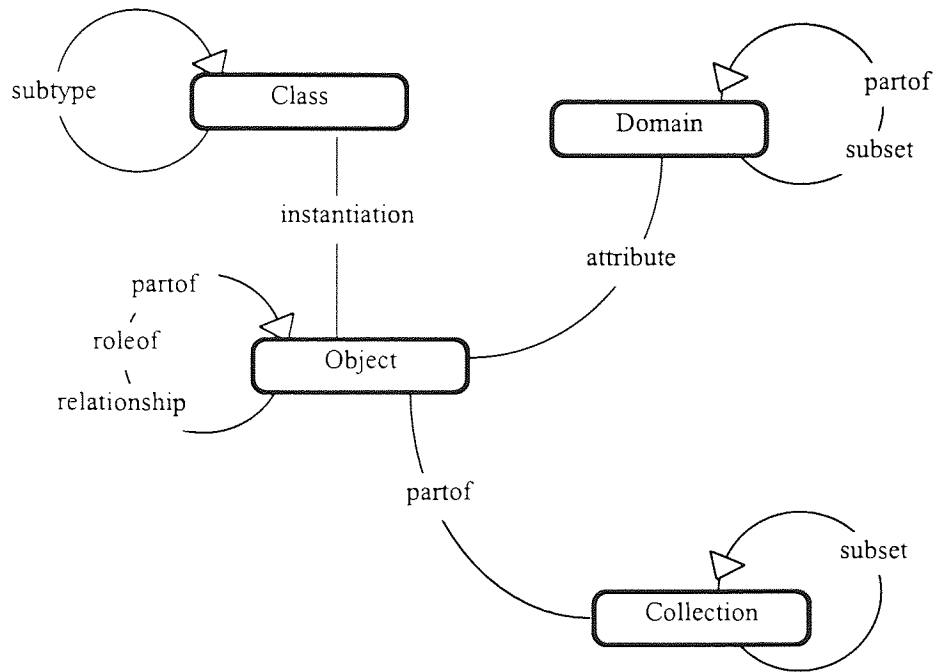 subtype
Class
partof
Domain
subset
instantiation
attribute
partof
roleof
relationship
Object
partof
subset
Collection